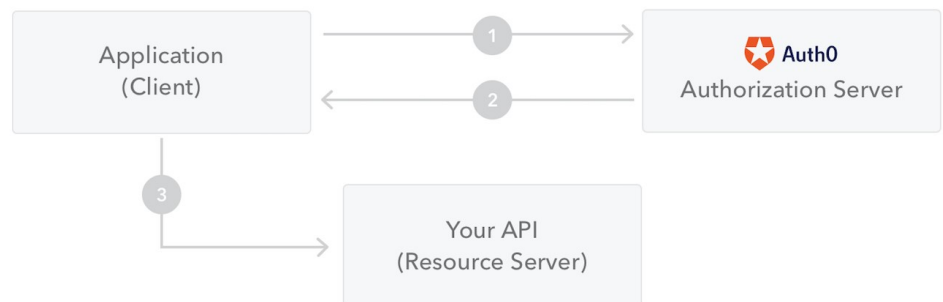 Application
(Client)
1
Auth0
Authorization Server
2
3
Your API
(Resource Server)